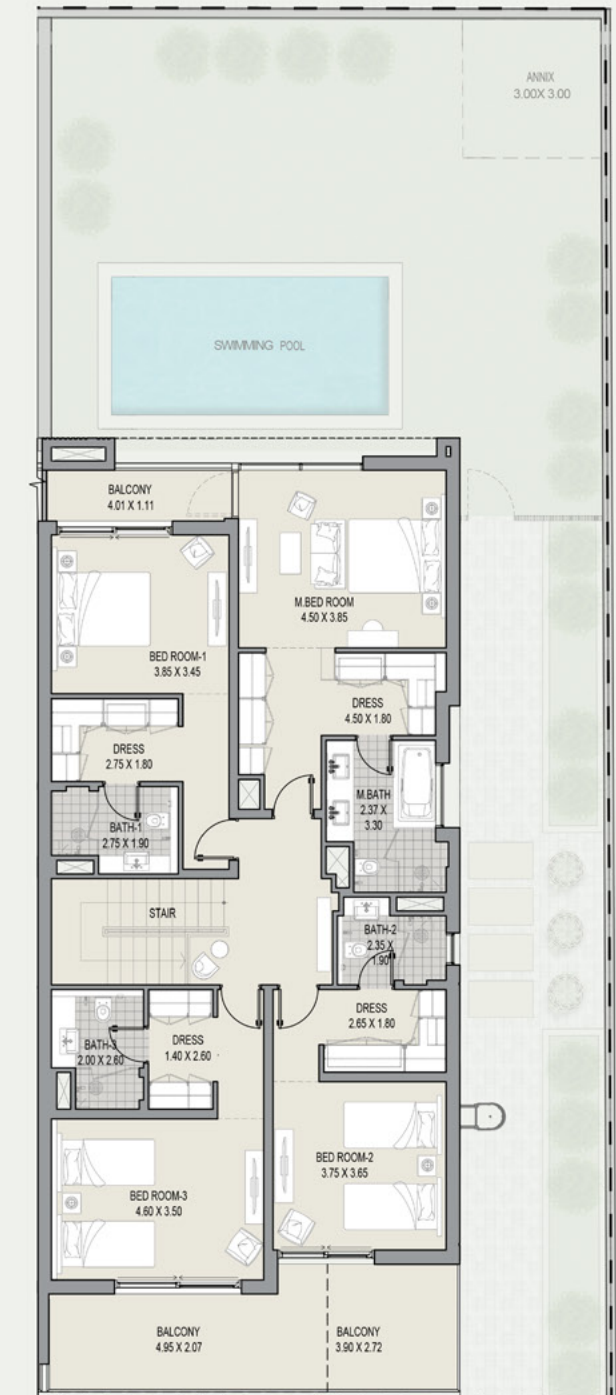 ANNIX
3.00X 3.00
SWIMMING POOL
BALCONY
4.01 X 1.11
M.BED ROOM
4.50 X 3.85
BED ROOM-1
3.85 X 3.45
DRESS
4.50 X 1.80
DRESS
2.75 X 1.80
M.BATH
2.37 X
3.30
BATH-1
2.75 X 1.90
STAIR
BATH-2
2.35 X
1.90
DRESS
2.65 X 1.80
DRESS
1.40 X 2.60
BATH-3
2.00 X 2.60
BED ROOM-2
3.75 X 3.65
BED ROOM-3
4.60 X 3.50
BALCONY
4.95 X 2.07
BALCONY
3.90 X 2.72